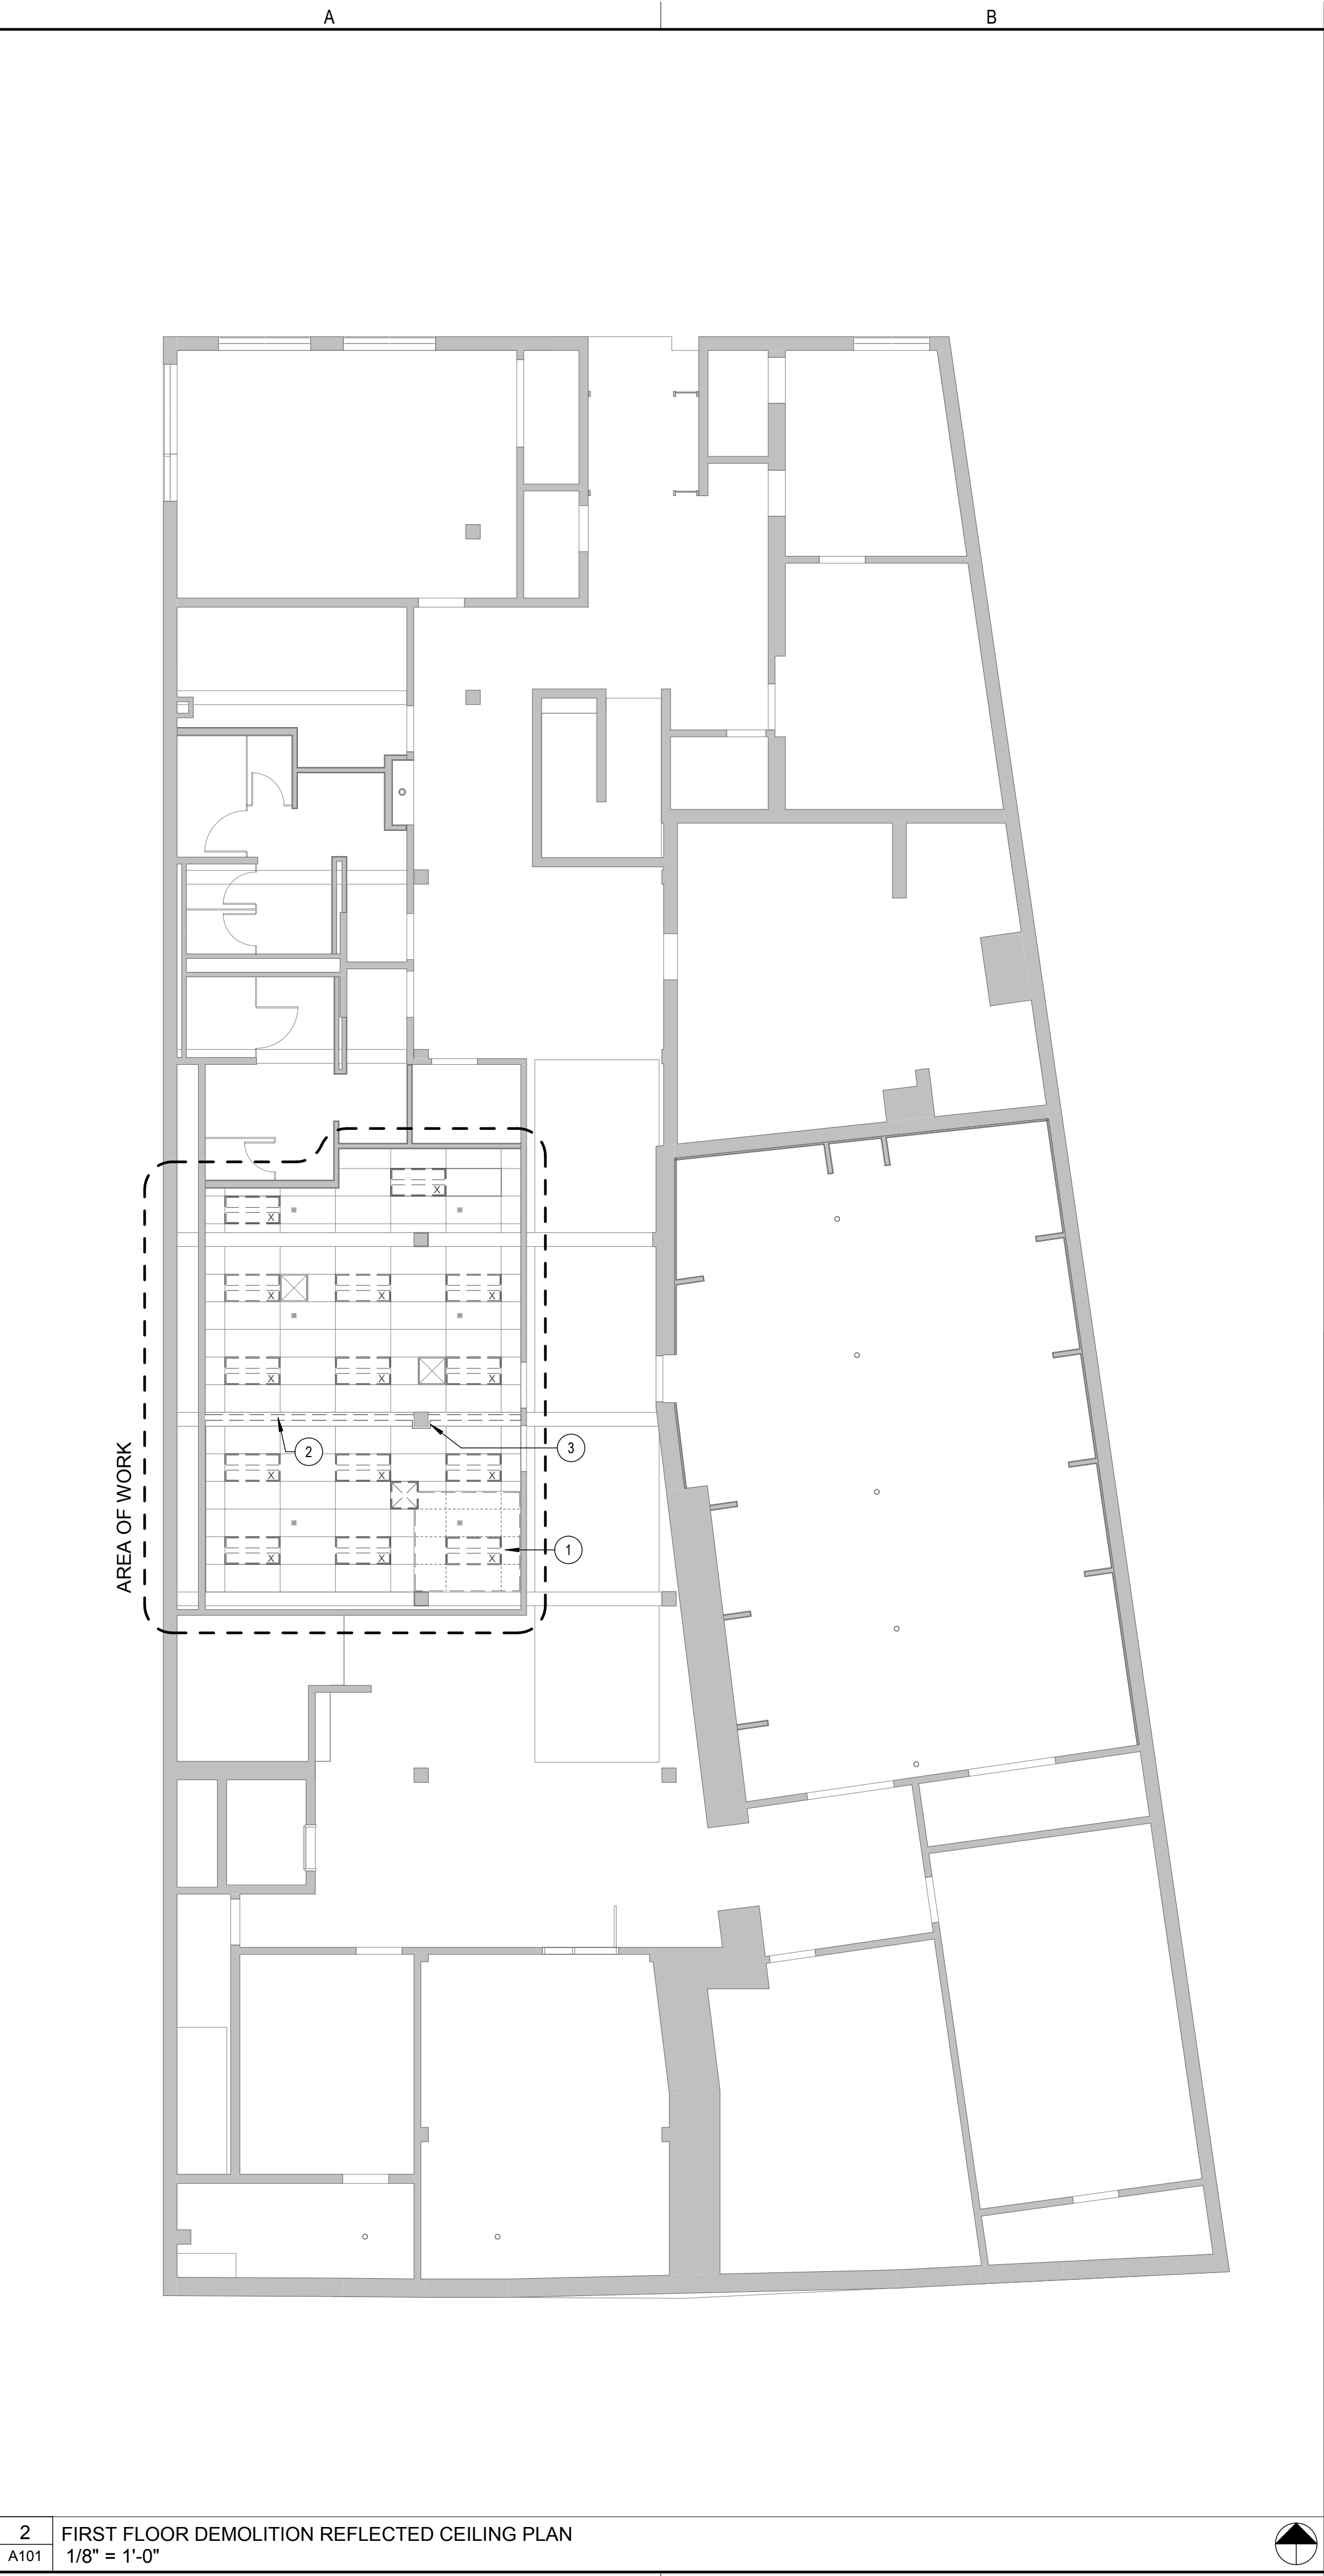 A
B
X
X
X
X
X
X
X
X
2
3
AREA OF WORK
X
X
X
1
X
X
X
2
FIRST FLOOR DEMOLITION REFLECTED CEILING PLAN
A101
1/8" = 1'-0"